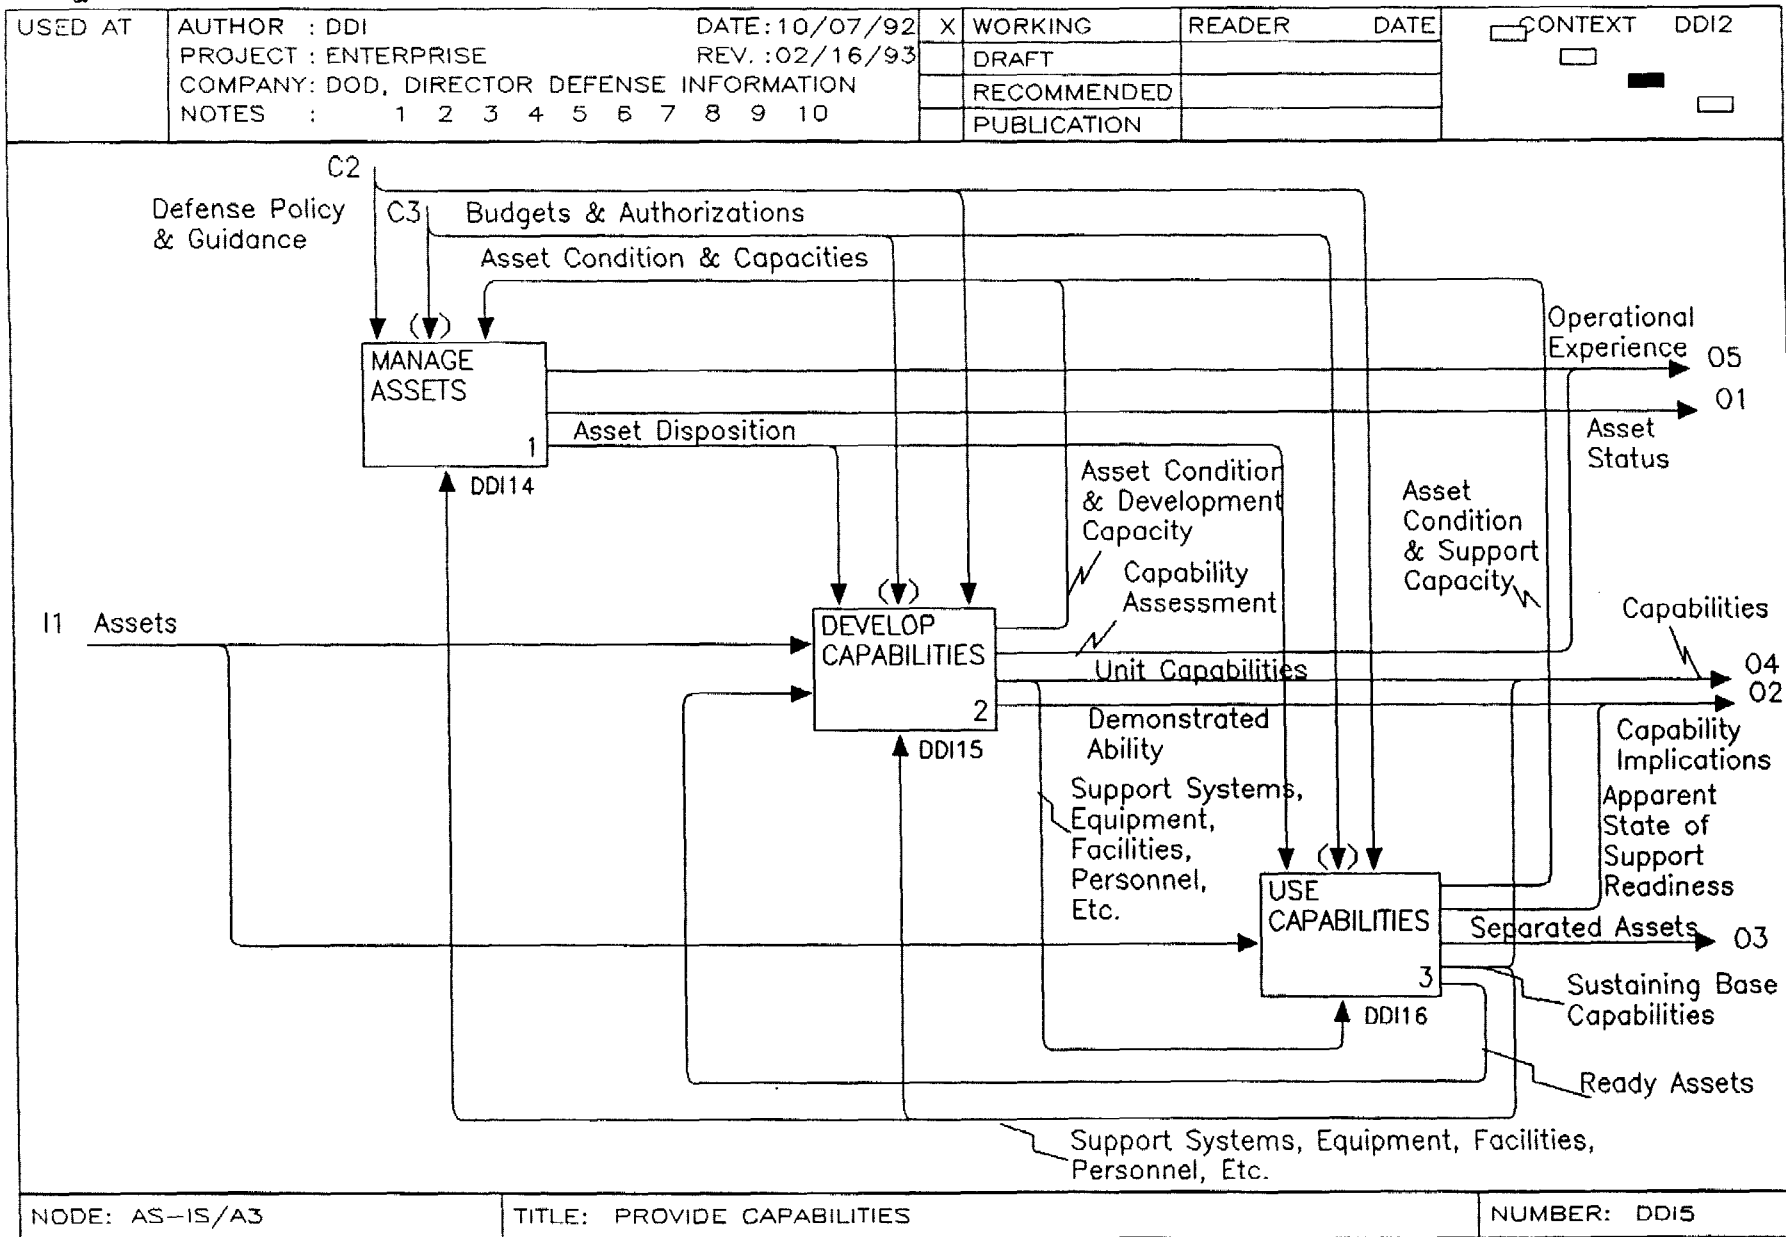 USED AT
AUTHOR : DDI DATE: 10/07/92
PROJECT : ENTERPRISE REV. : 02/16/93
COMPANY: DOD, DIRECTOR DEFENSE INFORMATION
NOTES : 1 2 3 4 5 6 7 8 9 10
X WORKING
DRAFT
RECOMMENDED
PUBLICATION
READER DATE
CONTEXT DDI2
C2
Defense Policy
& Guidance
C3 Budgets & Authorizations
Asset Condition & Capacities
( )
MANAGE
ASSETS
1
DDI14
Operational
Experience
O5
O1
Asset
Status
Asset Disposition
Asset Condition
& Development
Capacity
Asset
Condition
& Support
Capacity
Capability
Assessment
I1 Assets
( )
DEVELOP
CAPABILITIES
2
DDI15
Capabilities
Unit Capabilities
O4
O2
Demonstrated
Ability
Capability
Implications
Support Systems,
Equipment,
Facilities,
Personnel,
Etc.
Apparent
State of
Support
Readiness
( )
USE
CAPABILITIES
3
DDI16
Separated Assets O3
Sustaining Base
Capabilities
Ready Assets
Support Systems, Equipment, Facilities,
Personnel, Etc.
NODE: AS-IS/A3
TITLE: PROVIDE CAPABILITIES
NUMBER: DDI5